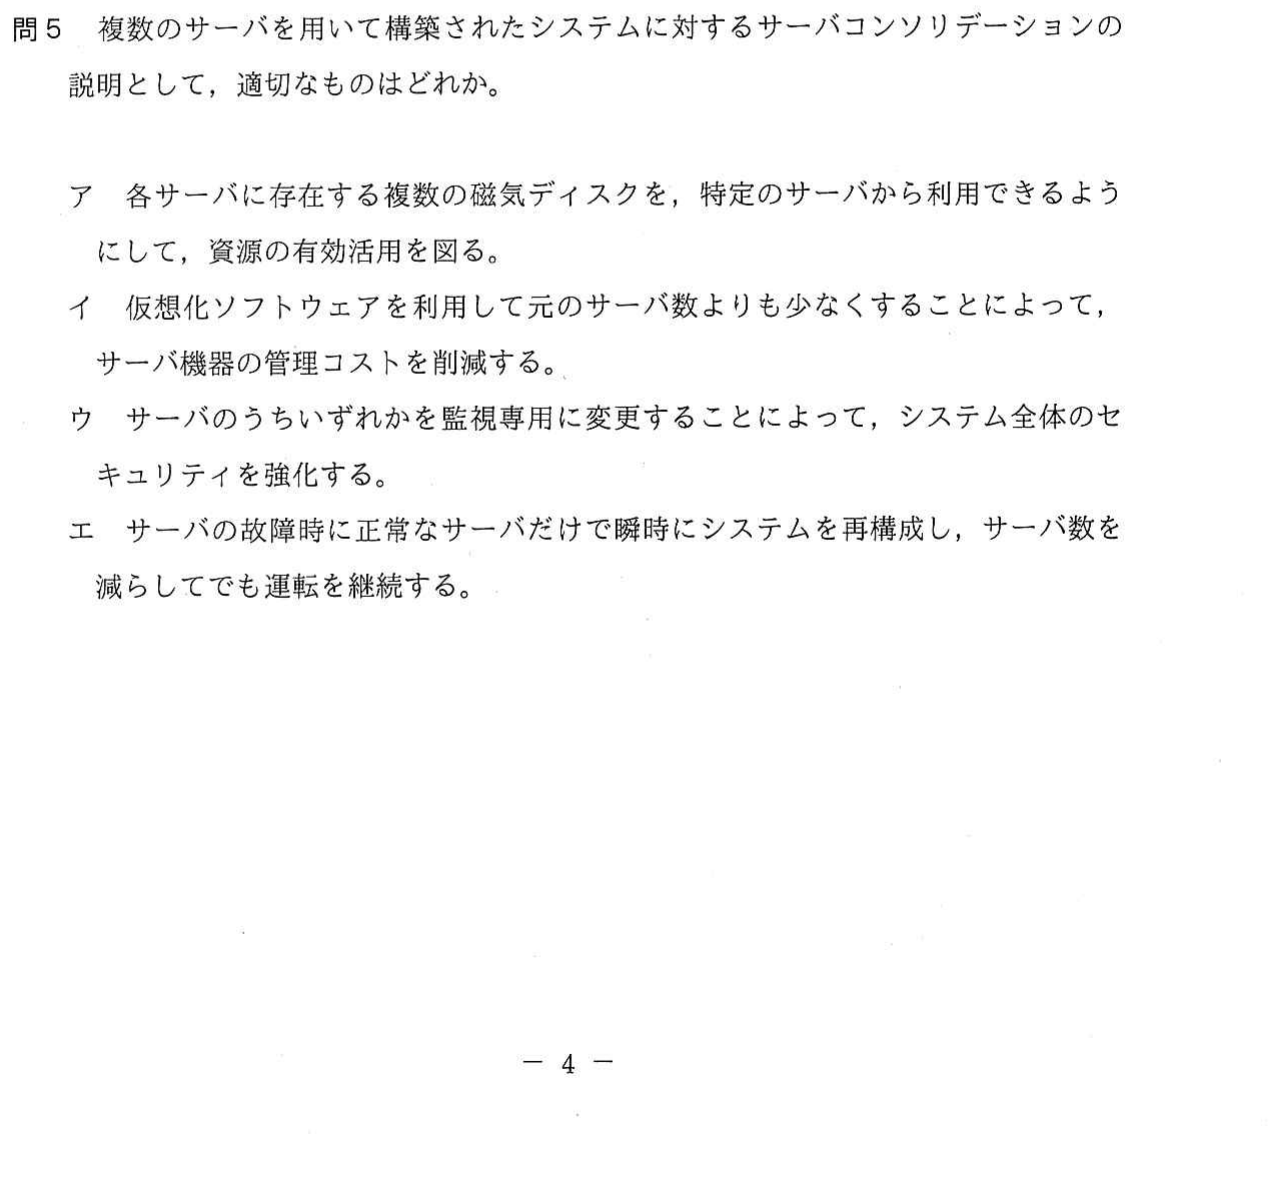 問５　複数のサーバを用いて構築されたシステムに対するサーバコンソリデーションの
説明として，適切なものはどれか。
ア　各サーバに存在する複数の磁気ディスクを，特定のサーバから利用できるよう
にして，資源の有効活用を図る。
イ　仮想化ソフトウェアを利用して元のサーバ数よりも少なくすることによって，
サーバ機器の管理コストを削減する。
ウ　サーバのうちいずれかを監視専用に変更することによって，システム全体のセ
キュリティを強化する。
エ　サーバの故障時に正常なサーバだけで瞬時にシステムを再構成し，サーバ数を
減らしてでも運転を継続する。
－ 4 －